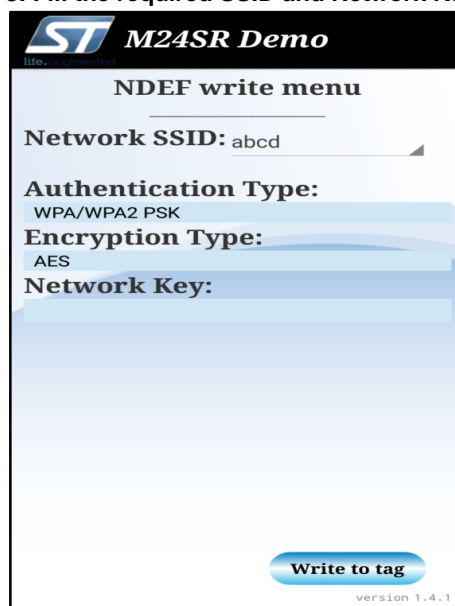 ST M24SR Demo
life.augmented
NDEF write menu
Network SSID: abcd
Authentication Type:
WPA/WPA2 PSK
Encryption Type:
AES
Network Key:
Write to tag
version 1.4.1